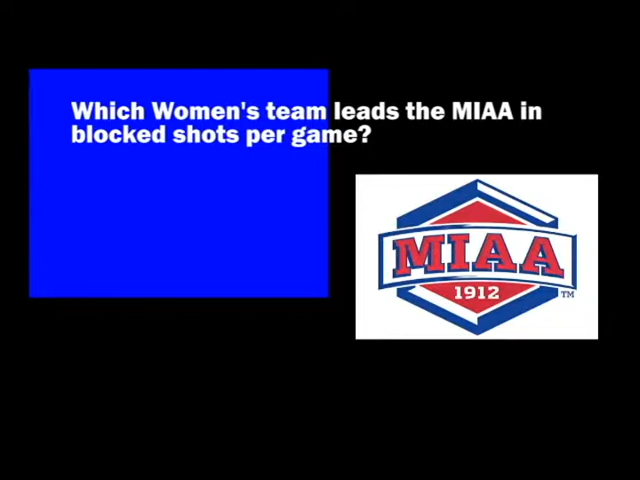 Which Women's team leads the MIAA in
blocked shots per game?
MIAA
1912
TM